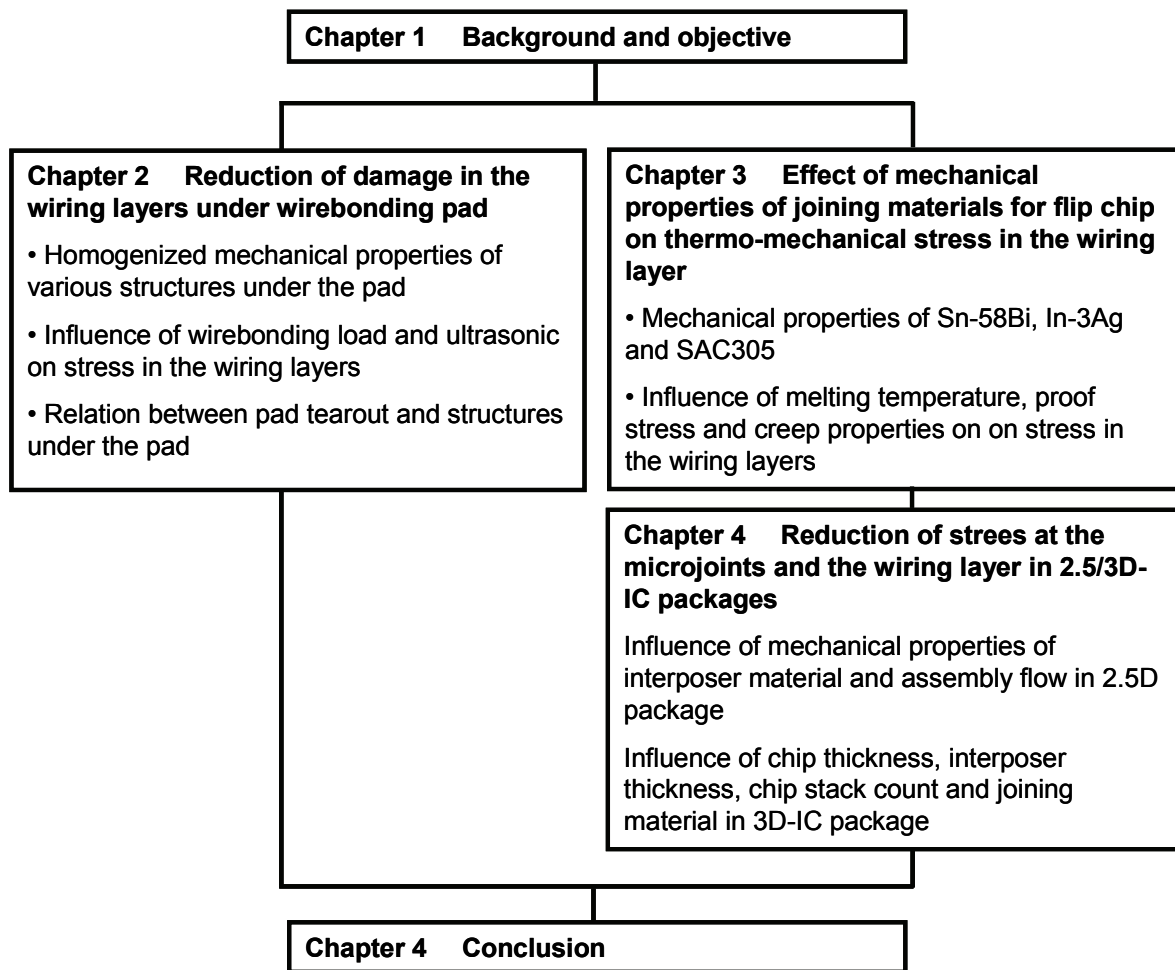 Chapter 1 Background and objective
Chapter 2 Reduction of damage in the
wiring layers under wirebonding pad
• Homogenized mechanical properties of
various structures under the pad
• Influence of wirebonding load and ultrasonic
on stress in the wiring layers
• Relation between pad tearout and structures
under the pad
Chapter 3 Effect of mechanical
properties of joining materials for flip chip
on thermo-mechanical stress in the wiring
layer
• Mechanical properties of Sn-58Bi, In-3Ag
and SAC305
• Influence of melting temperature, proof
stress and creep properties on on stress in
the wiring layers
Chapter 4 Reduction of strees at the
microjoints and the wiring layer in 2.5/3D-
IC packages
Influence of mechanical properties of
interposer material and assembly flow in 2.5D
package
Influence of chip thickness, interposer
thickness, chip stack count and joining
material in 3D-IC package
Chapter 4 Conclusion